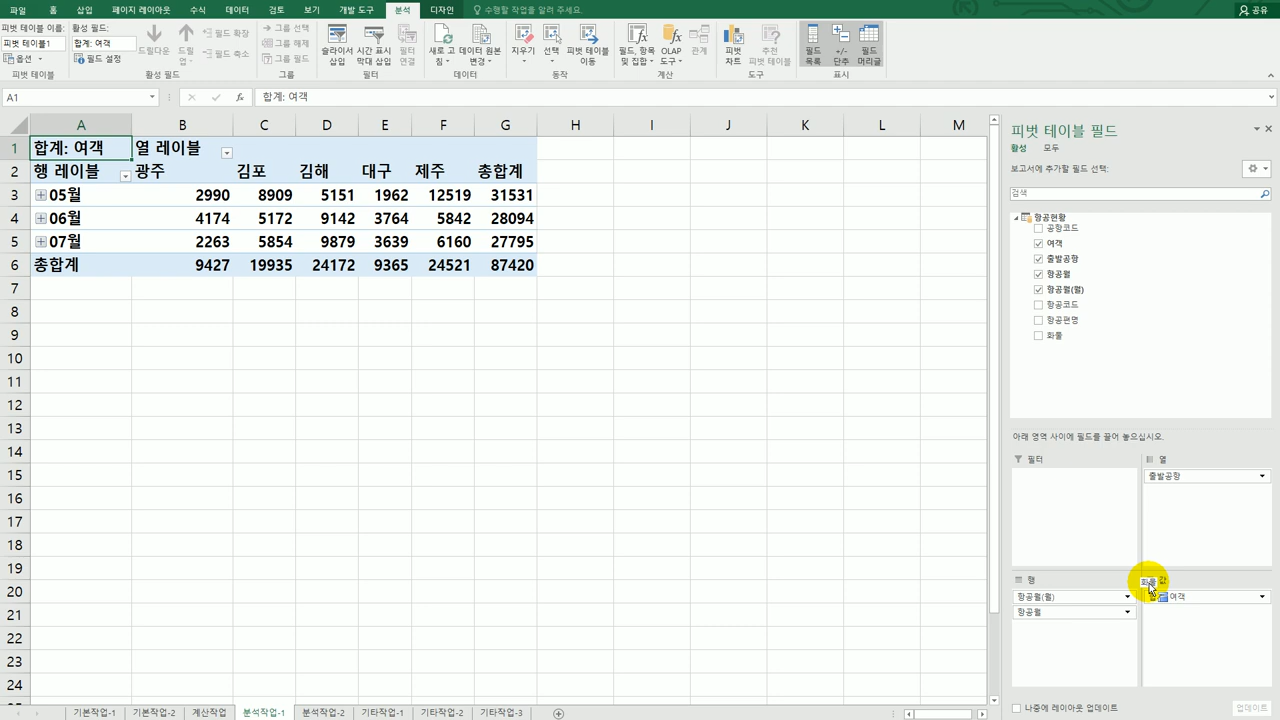 파일 홈 삽입 페이지 레이아웃 수식 데이터 검토 보기 개발 도구 분석 디자인 수행할 작업을 알려 주세요. 공유
피벗 테이블 이름: 활성 필드:
피벗 테이블1 합계: 여객 드릴다운 드릴 업 필드 확장 필드 축소
옵션 필드 설정
그룹 선택
그룹 해제
그룹 필드
슬라이서 삽입 시간 표시 막대 삽입 필터 연결
새로 고침 데이터 원본 변경
지우기 선택 피벗 테이블 이동
필드, 항목 및 집합 OLAP 도구 관계
피벗 차트 추천 피벗 테이블
필드 목록 +/- 단추 필드 머리글
피벗 테이블 활성 필드 그룹 필터 데이터 동작 계산 도구 표시
A1 fx 합계: 여객
A B C D E F G H I J K L M
1 합계: 여객 열 레이블
2 행 레이블 광주 김포 김해 대구 제주 총합계
3 05월 2990 8909 5151 1962 12519 31531
4 06월 4174 5172 9142 3764 5842 28094
5 07월 2263 5854 9879 3639 6160 27795
6 총합계 9427 19935 24172 9365 24521 87420
7
8
9
10
11
12
13
14
15
16
17
18
19
20
21
22
23
24
피벗 테이블 필드
활성 모두
보고서에 추가할 필드 선택:
검색
항공현황
공항코드
여객
출발공항
항공월
항공월(월)
항공코드
항공편명
화물
아래 영역 사이에 필드를 끌어 놓으십시오.
필터 열
출발공항
행 값
화물
항공월(월) 여객
항공월
나중에 레이아웃 업데이트 업데이트
기본작업-1 기본작업-2 계산작업 분석작업-1 분석작업-2 기타작업-1 기타작업-2 기타작업-3